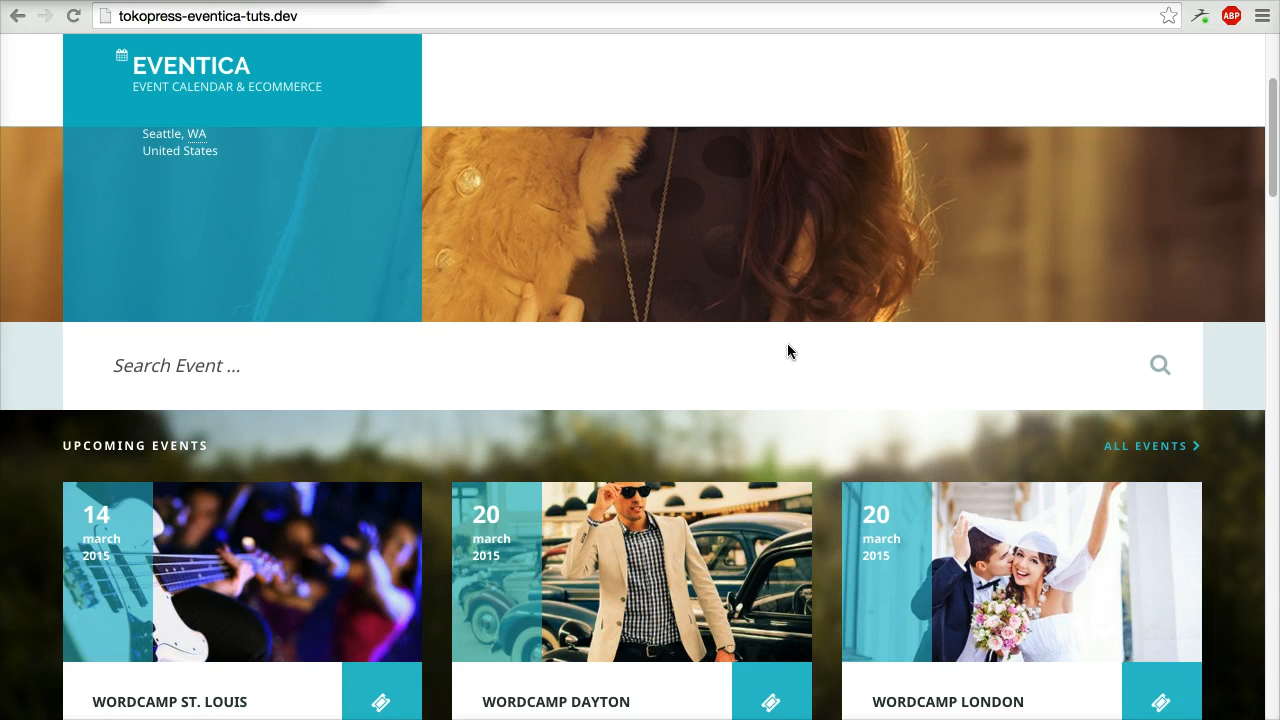 tokopress-eventica-tuts.dev
ABP
EVENTICA
EVENT CALENDAR & ECOMMERCE
Seattle, WA
United States
Search Event ...
UPCOMING EVENTS
ALL EVENTS
14
march
2015
20
march
2015
20
march
2015
WORDCAMP ST. LOUIS
WORDCAMP DAYTON
WORDCAMP LONDON